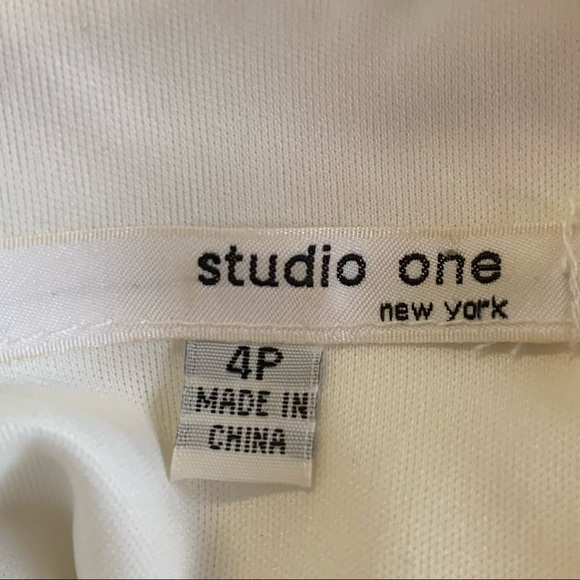 studio one
new york
4P
MADE IN
CHINA